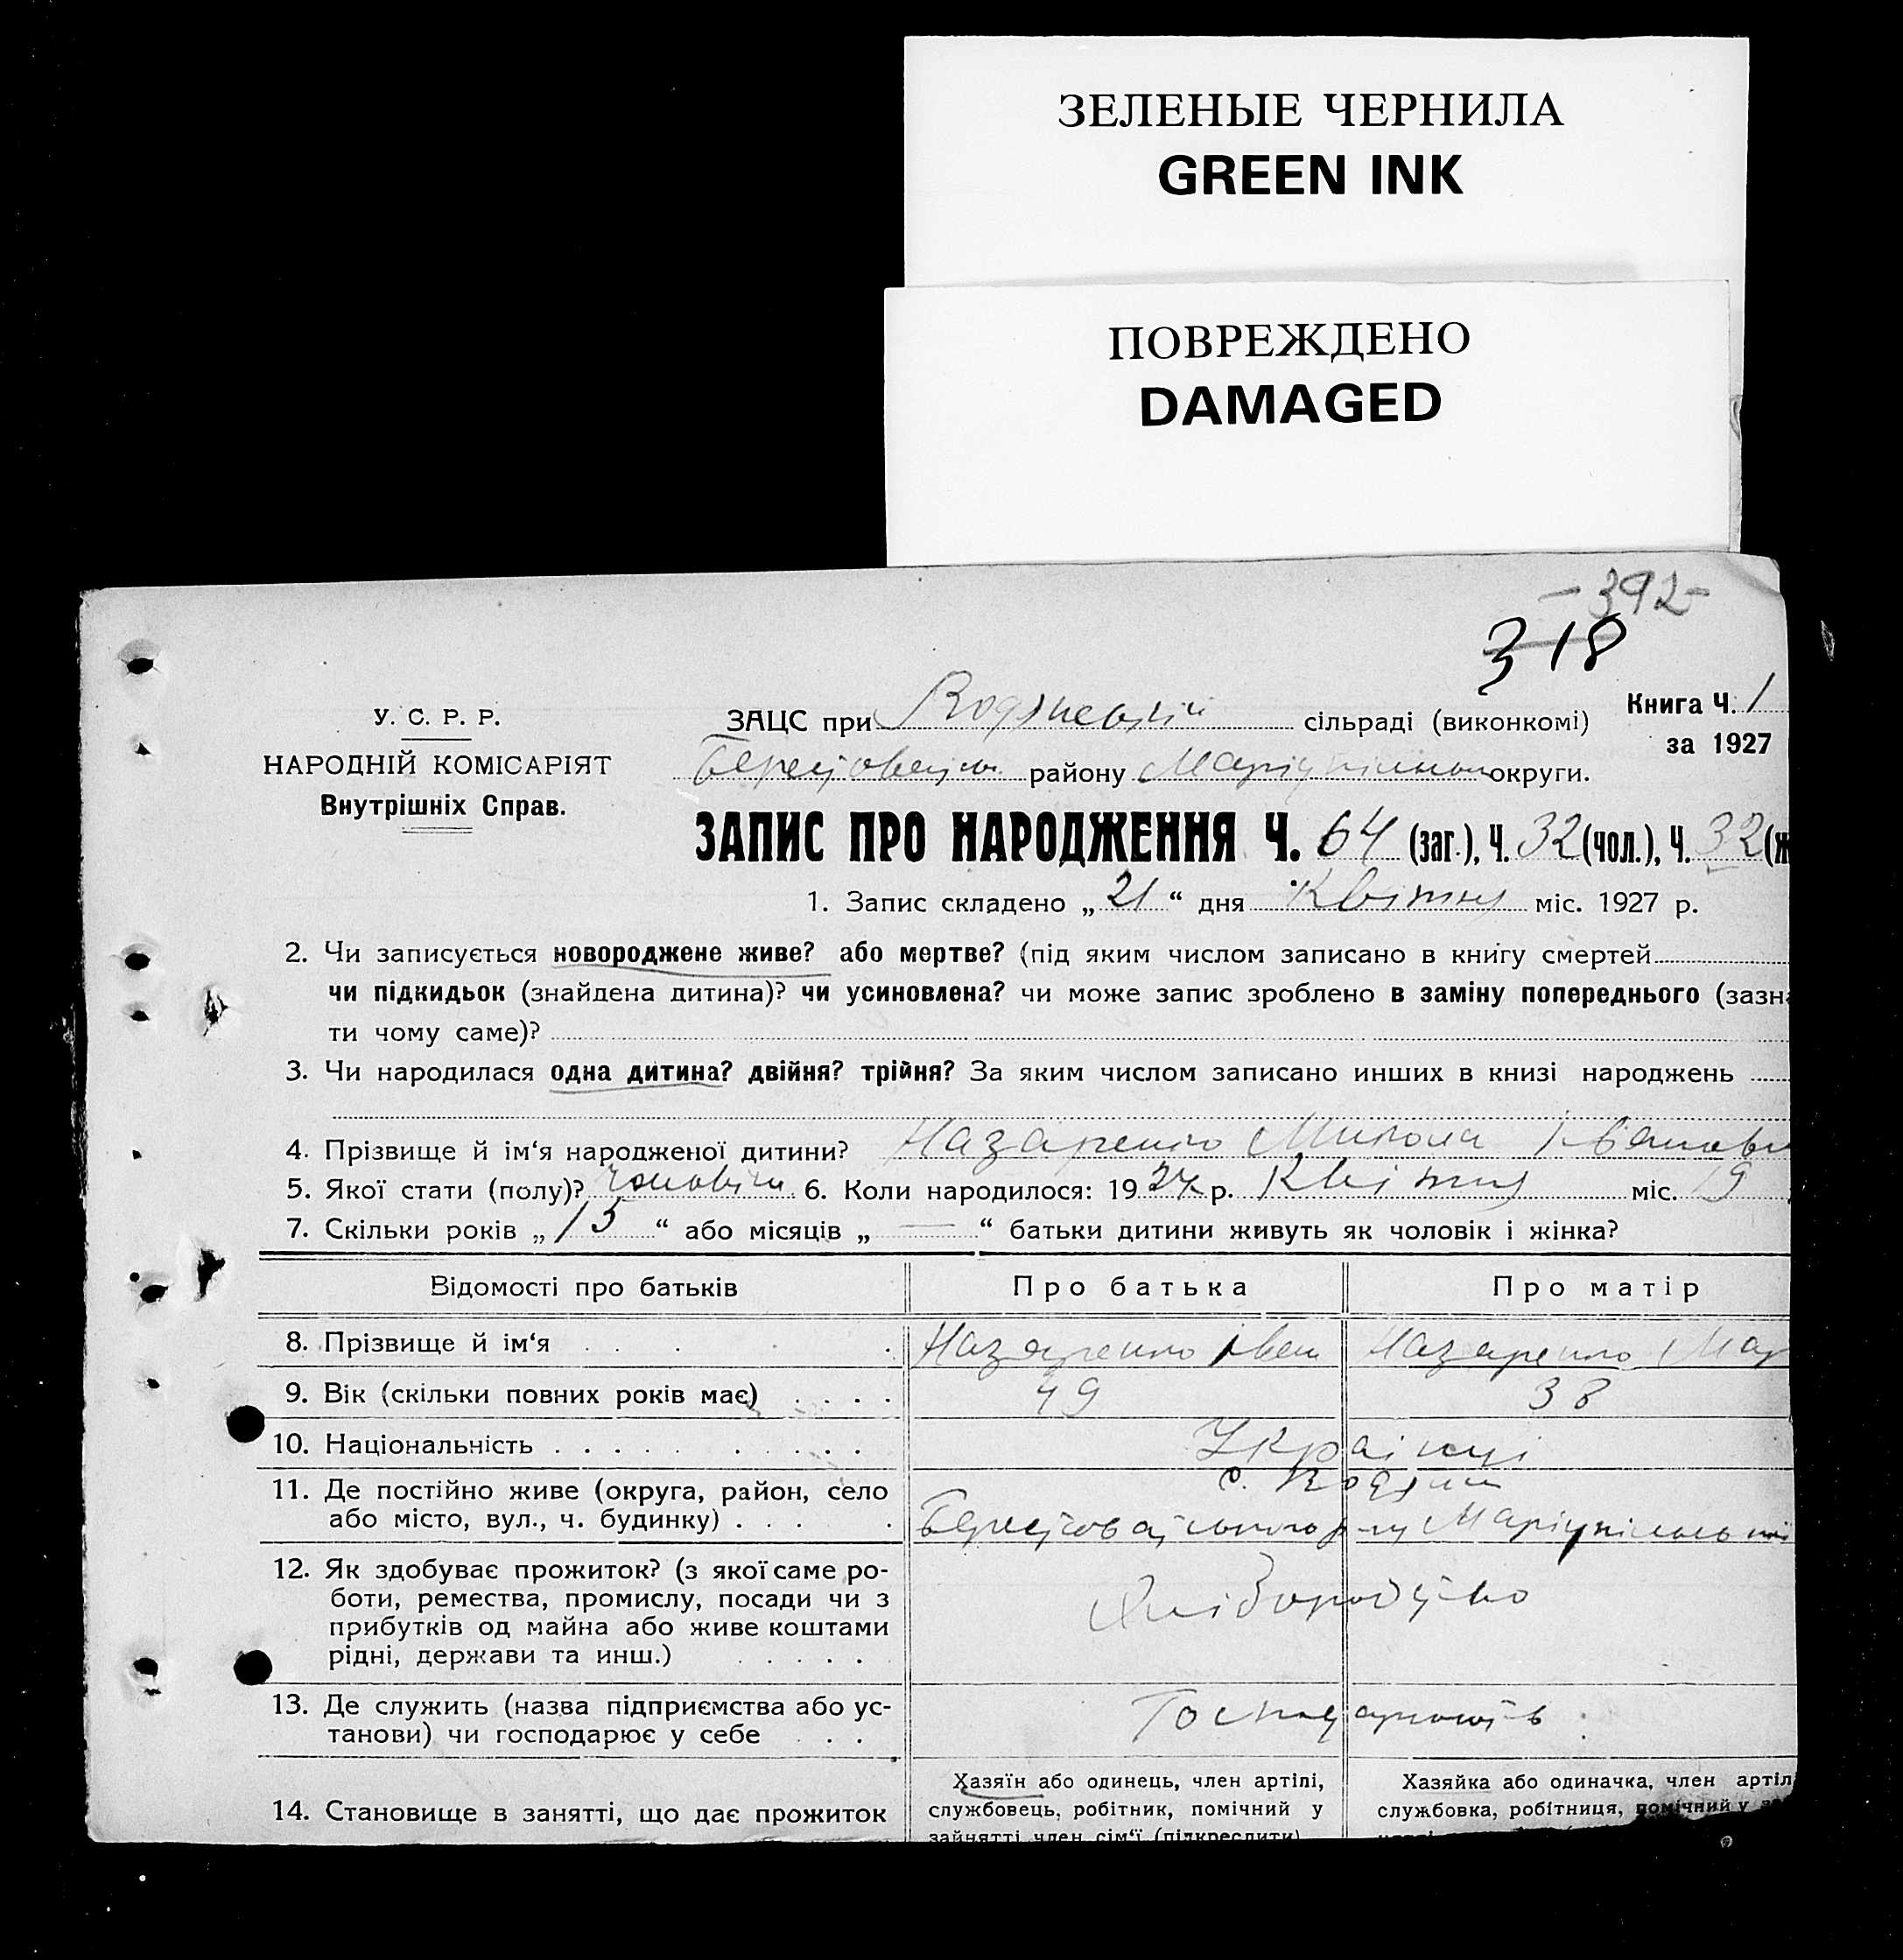 ЗЕЛЕНЫЕ ЧЕРНИЛА
GREEN INK
ПОВРЕЖДЕНО
DAMAGED
-392-
318
У. С. Р. Р.
НАРОДНІЙ КОМІСАРІЯТ
Внутрішніх Справ.
ЗАЦС при сільраді (виконкомі)
Книга Ч. 1
за 1927
району округи.
ЗАПИС ПРО НАРОДЖЕННЯ Ч. 64 (заг.), Ч. 32 (чол.), Ч. 32 (ж
1. Запис складено „ 21 “ дня Квітня міс. 1927 р.
2. Чи записується новороджене живе? або мертве? (під яким числом записано в книгу смертей
чи підкидьок (знайдена дитина)? чи усиновлена? чи може запис зроблено в заміну попереднього (зазна
ти чому саме)?
3. Чи народилася одна дитина? двійня? трійня? За яким числом записано инших в книзі народжень
4. Прізвище й ім‘я народженої дитини? Назаренко Микола Іванови
5. Якої стати (полу)? 6. Коли народилося: 1927 р. Квітня міс. 19
7. Скільки років „ 15 “ або місяців „ — “ батьки дитини живуть як чоловік і жінка?
Відомості про батьків Про батька Про матір
8. Прізвище й ім‘я Назаренко Іван Назаренко Мар
9. Вік (скільки повних років має) 49 38
10. Національність Українці
11. Де постійно живе (округа, район, село
або місто, вул., ч. будинку)
с. Водяне
12. Як здобуває прожиток? (з якої саме ро-
боти, ремества, промислу, посади чи з
прибутків од майна або живе коштами
рідні, держави та инш.)
Хліборобство
13. Де служить (назва підприємства або ус-
танови) чи господарює у себе
14. Становище в занятті, що дає прожиток
Хазяїн або одинець, член артілі,
службовець, робітник, помічний у
зайнятті член сім‘ї (підкреслити)
Хазяйка або одиначка, член артіл
службовка, робітниця, помічний у